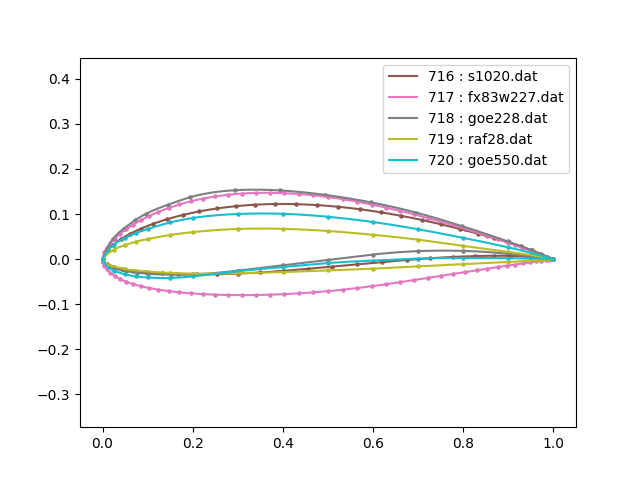 716 : s1020.dat
717 : fx83w227.dat
718 : goe228.dat
719 : raf28.dat
720 : goe550.dat
0.4
0.3
0.2
0.1
0.0
−0.1
−0.2
−0.3
0.0 0.2 0.4 0.6 0.8 1.0